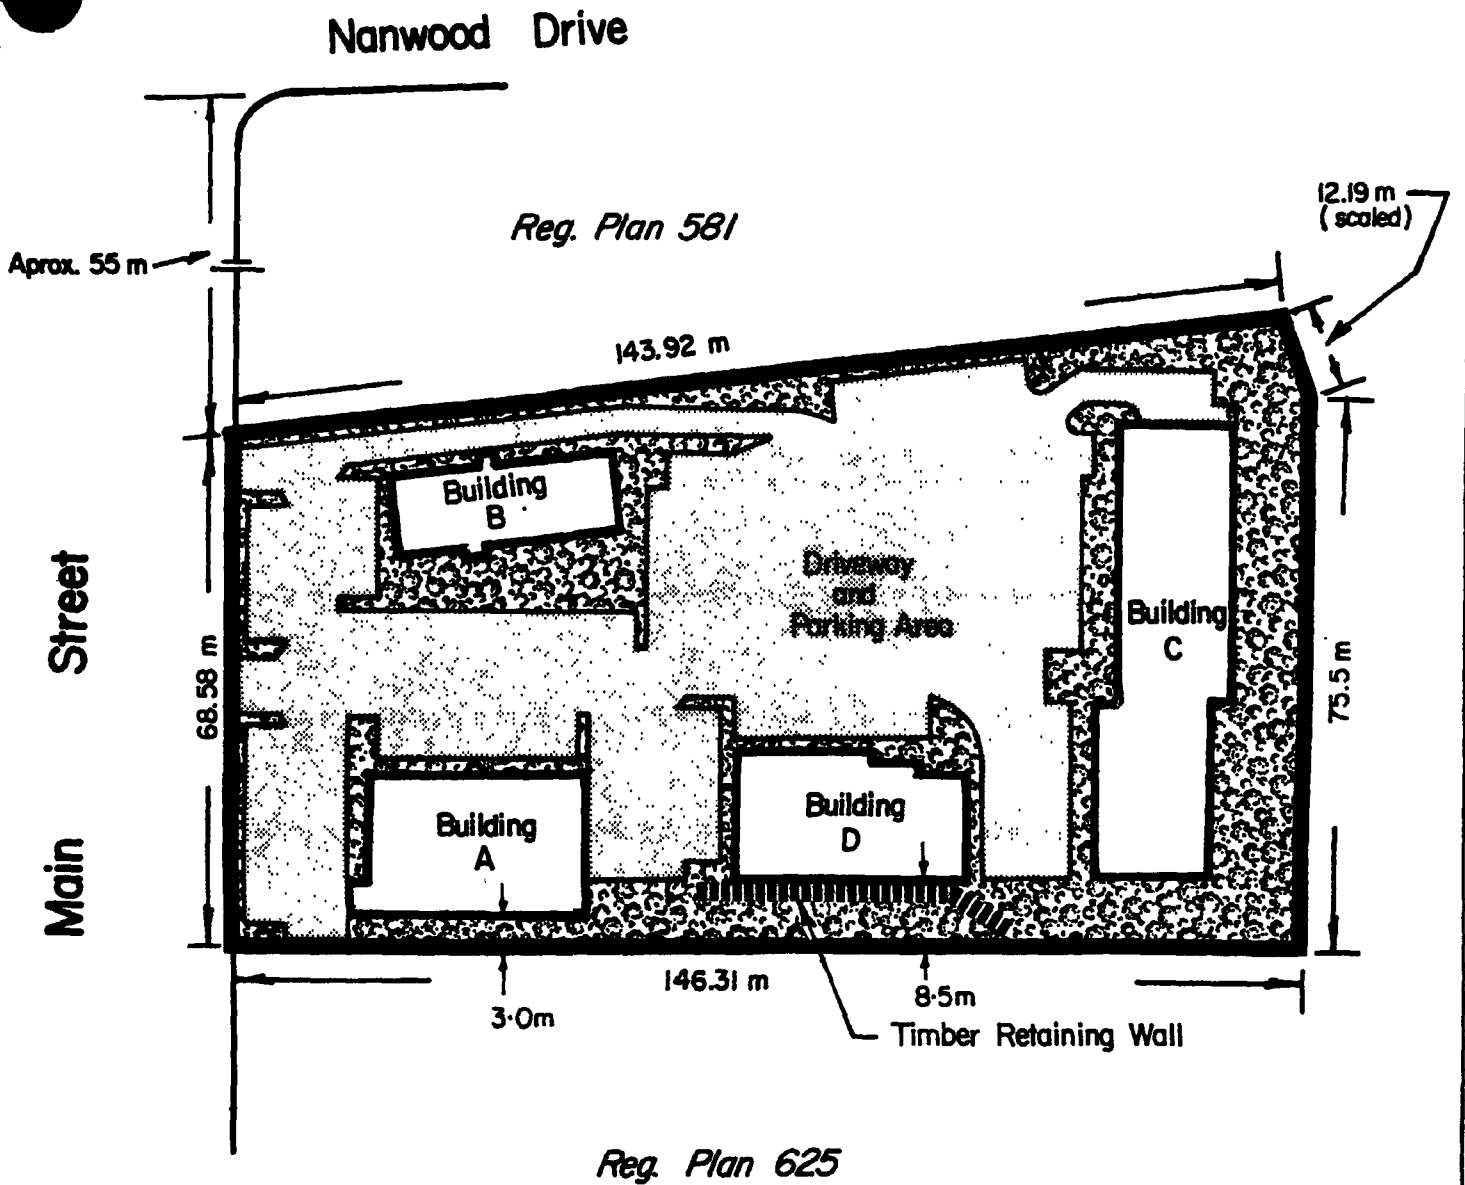 Nanwood Drive
12.19 m
(scaled)
Reg. Plan 581
Aprox. 55 m
143.92 m
Building
B
Driveway
and
Parking Area
Building
C
Main Street
68.58 m
75.5 m
Building
A
Building
D
146.31 m
8.5m
3.0m
Timber Retaining Wall
Reg. Plan 625